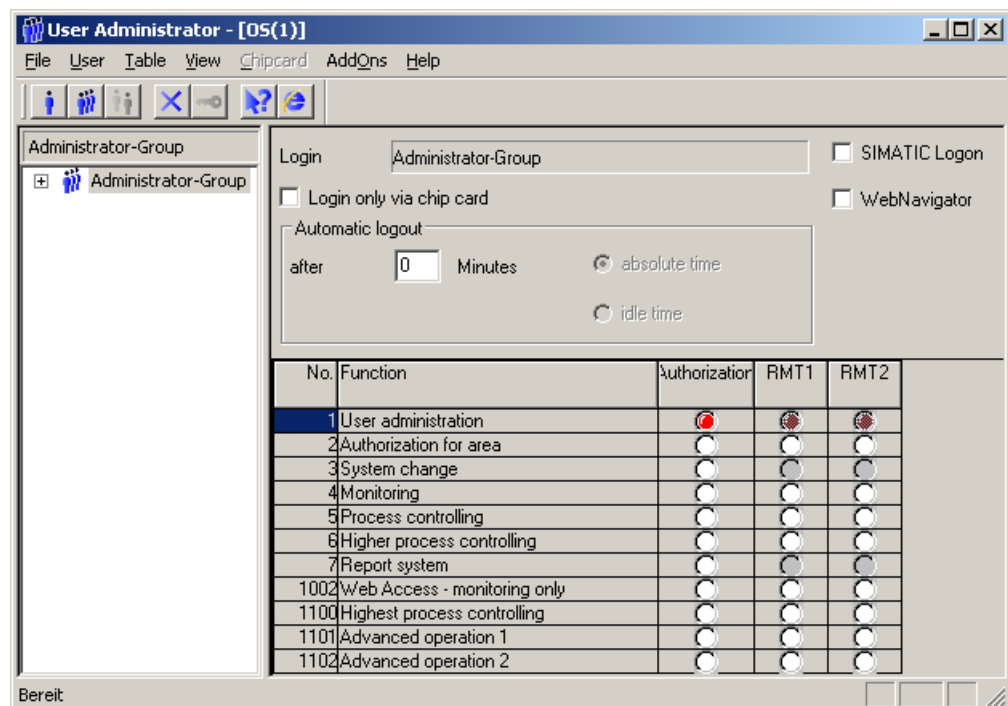 User Administrator - [OS(1)]
File User Table View Chipcard AddOns Help
Administrator-Group
Administrator-Group
Login Administrator-Group
SIMATIC Logon
Login only via chip card
WebNavigator
Automatic logout
after 0 Minutes
absolute time
idle time
No. Function Authorization RMT1 RMT2
1 User administration
2 Authorization for area
3 System change
4 Monitoring
5 Process controlling
6 Higher process controlling
7 Report system
1002 Web Access - monitoring only
1100 Highest process controlling
1101 Advanced operation 1
1102 Advanced operation 2
Bereit